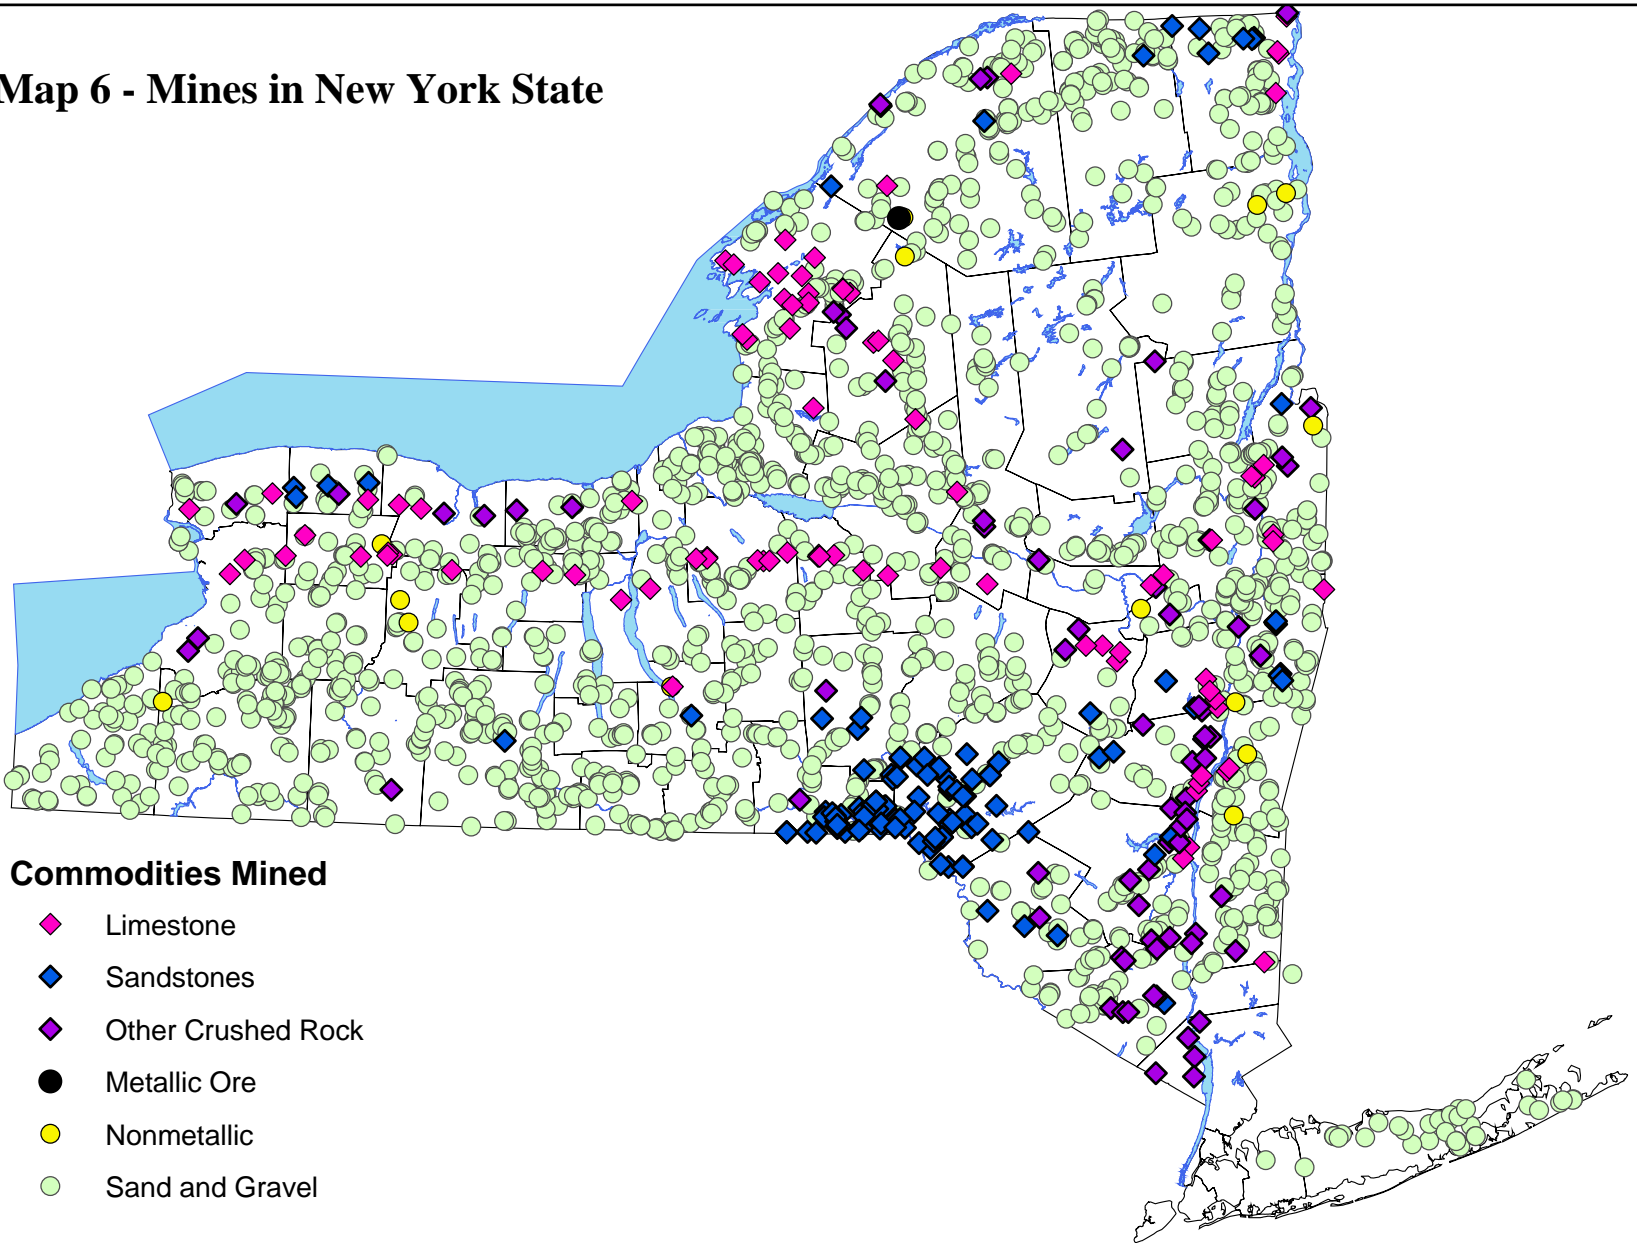 Map 6 - Mines in New York State
Commodities Mined
Limestone
Sandstones
Other Crushed Rock
Metallic Ore
Nonmetallic
Sand and Gravel